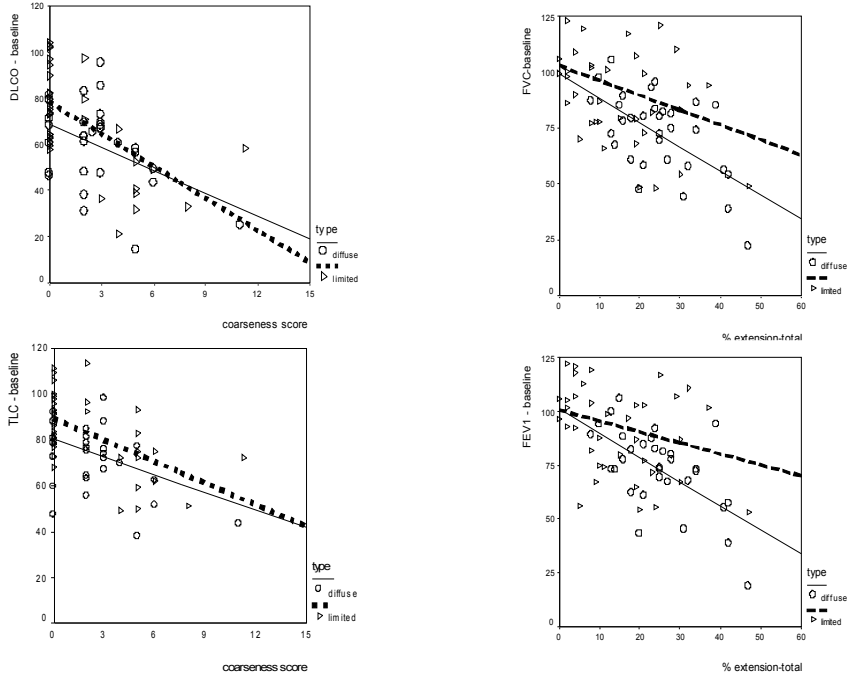 DLCO - baseline
120
100
80
60
40
20
0
0 3 6 9 12 15
coarseness score
type
diffuse
limited
FVC-baseline
125
100
75
50
25
0
0 10 20 30 40 50 60
% extension-total
type
diffuse
limited
TLC - baseline
120
100
80
60
40
20
0
0 3 6 9 12 15
coarseness score
type
diffuse
limited
FEV1 - baseline
125
100
75
50
25
0
0 10 20 30 40 50 60
% extension-total
type
diffuse
limited